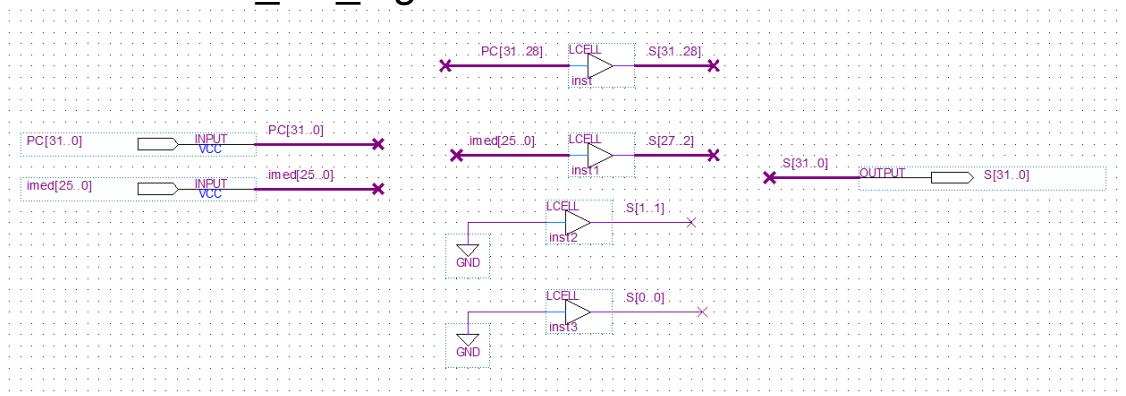 PC[31..28] LCELL S[31..28]
inst
PC[31..0] INPUT VCC PC[31..0]
imed[25..0] LCELL S[27..2]
inst1
S[31..0] OUTPUT S[31..0]
imed[25..0] INPUT VCC imed[25..0]
LCELL S[1..1]
inst2
GND
LCELL S[0..0]
inst3
GND